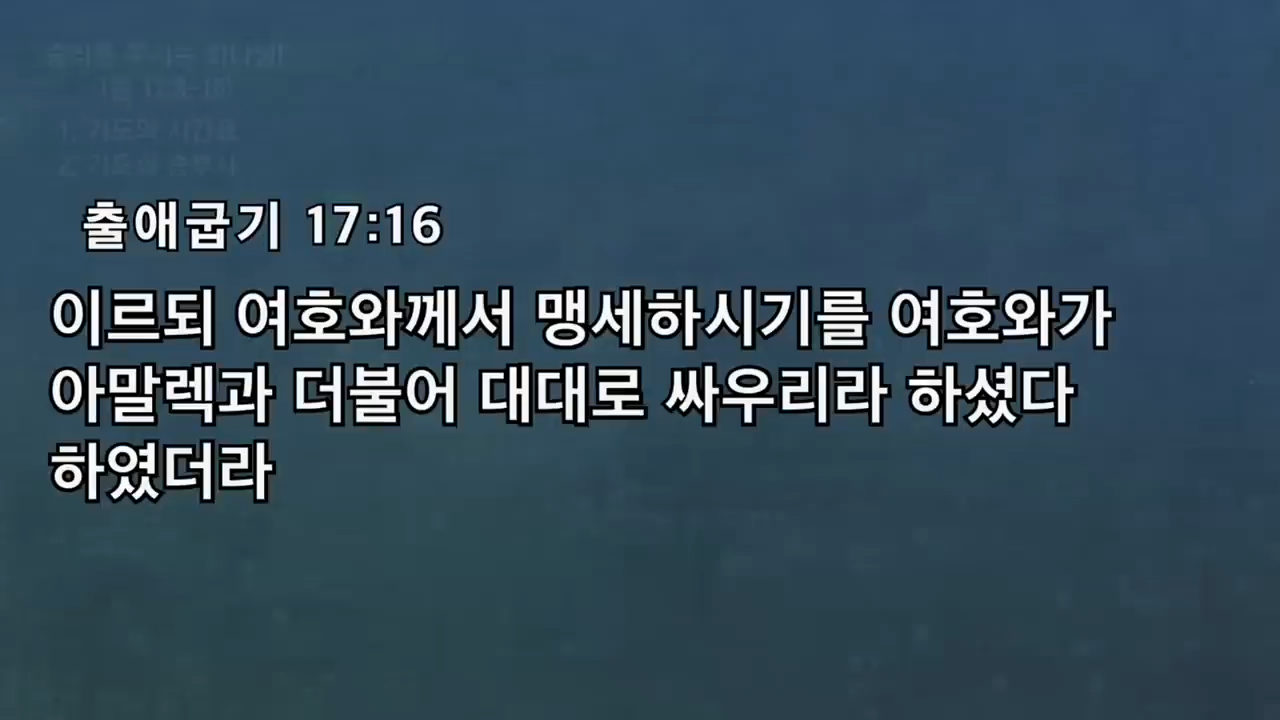 출애굽기 17:16
이르되 여호와께서 맹세하시기를 여호와가
아말렉과 더불어 대대로 싸우리라 하셨다
하였더라